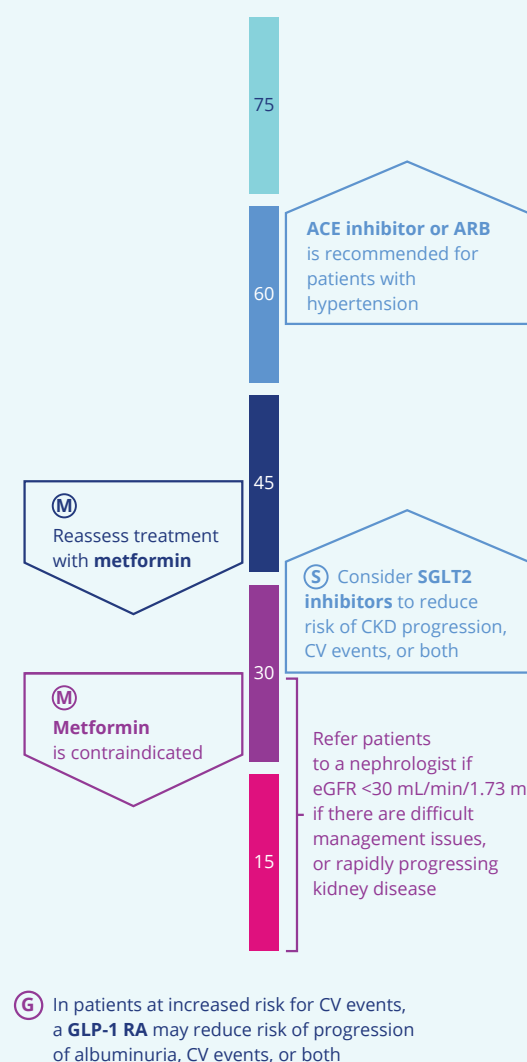 75
ACE inhibitor or ARB
is recommended for
patients with
hypertension
60
45
M
Reassess treatment
with metformin
S Consider SGLT2
inhibitors to reduce
risk of CKD progression,
CV events, or both
30
M
Metformin
is contraindicated
Refer patients
to a nephrologist if
eGFR <30 mL/min/1.73 m
if there are difficult
management issues,
or rapidly progressing
kidney disease
15
G In patients at increased risk for CV events,
a GLP-1 RA may reduce risk of progression
of albuminuria, CV events, or both